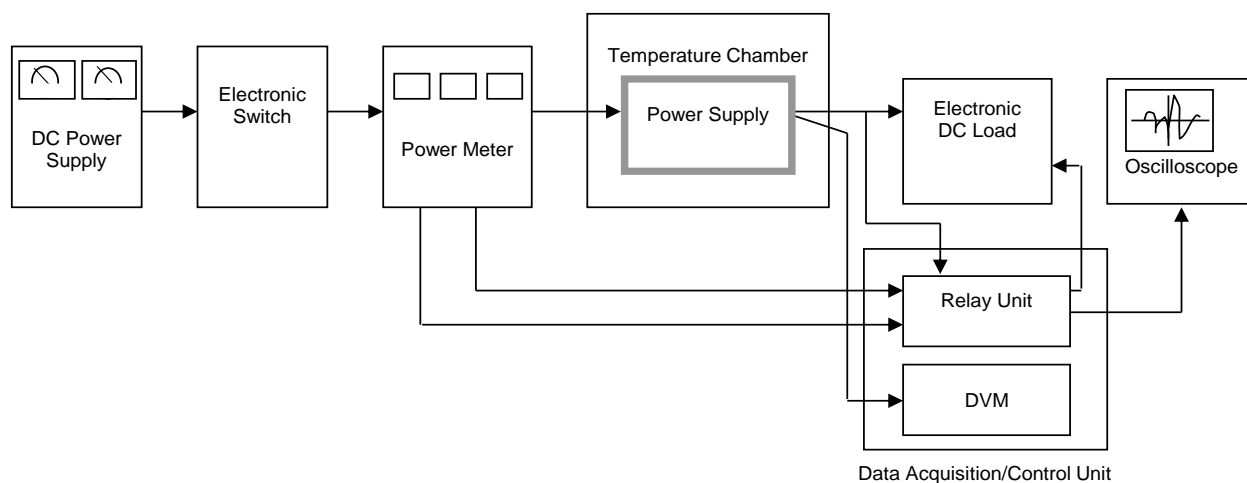 Temperature Chamber
DC Power
Supply
Electronic
Switch
Power Meter
Power Supply
Electronic
DC Load
Oscilloscope
Relay Unit
DVM
Data Acquisition/Control Unit